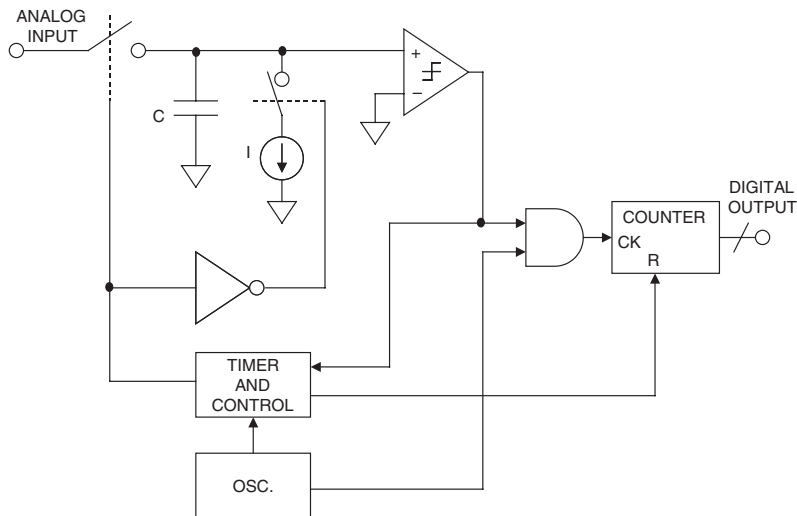 ANALOG
INPUT
+
−
C
I
DIGITAL
OUTPUT
COUNTER
CK
R
TIMER
AND
CONTROL
OSC.